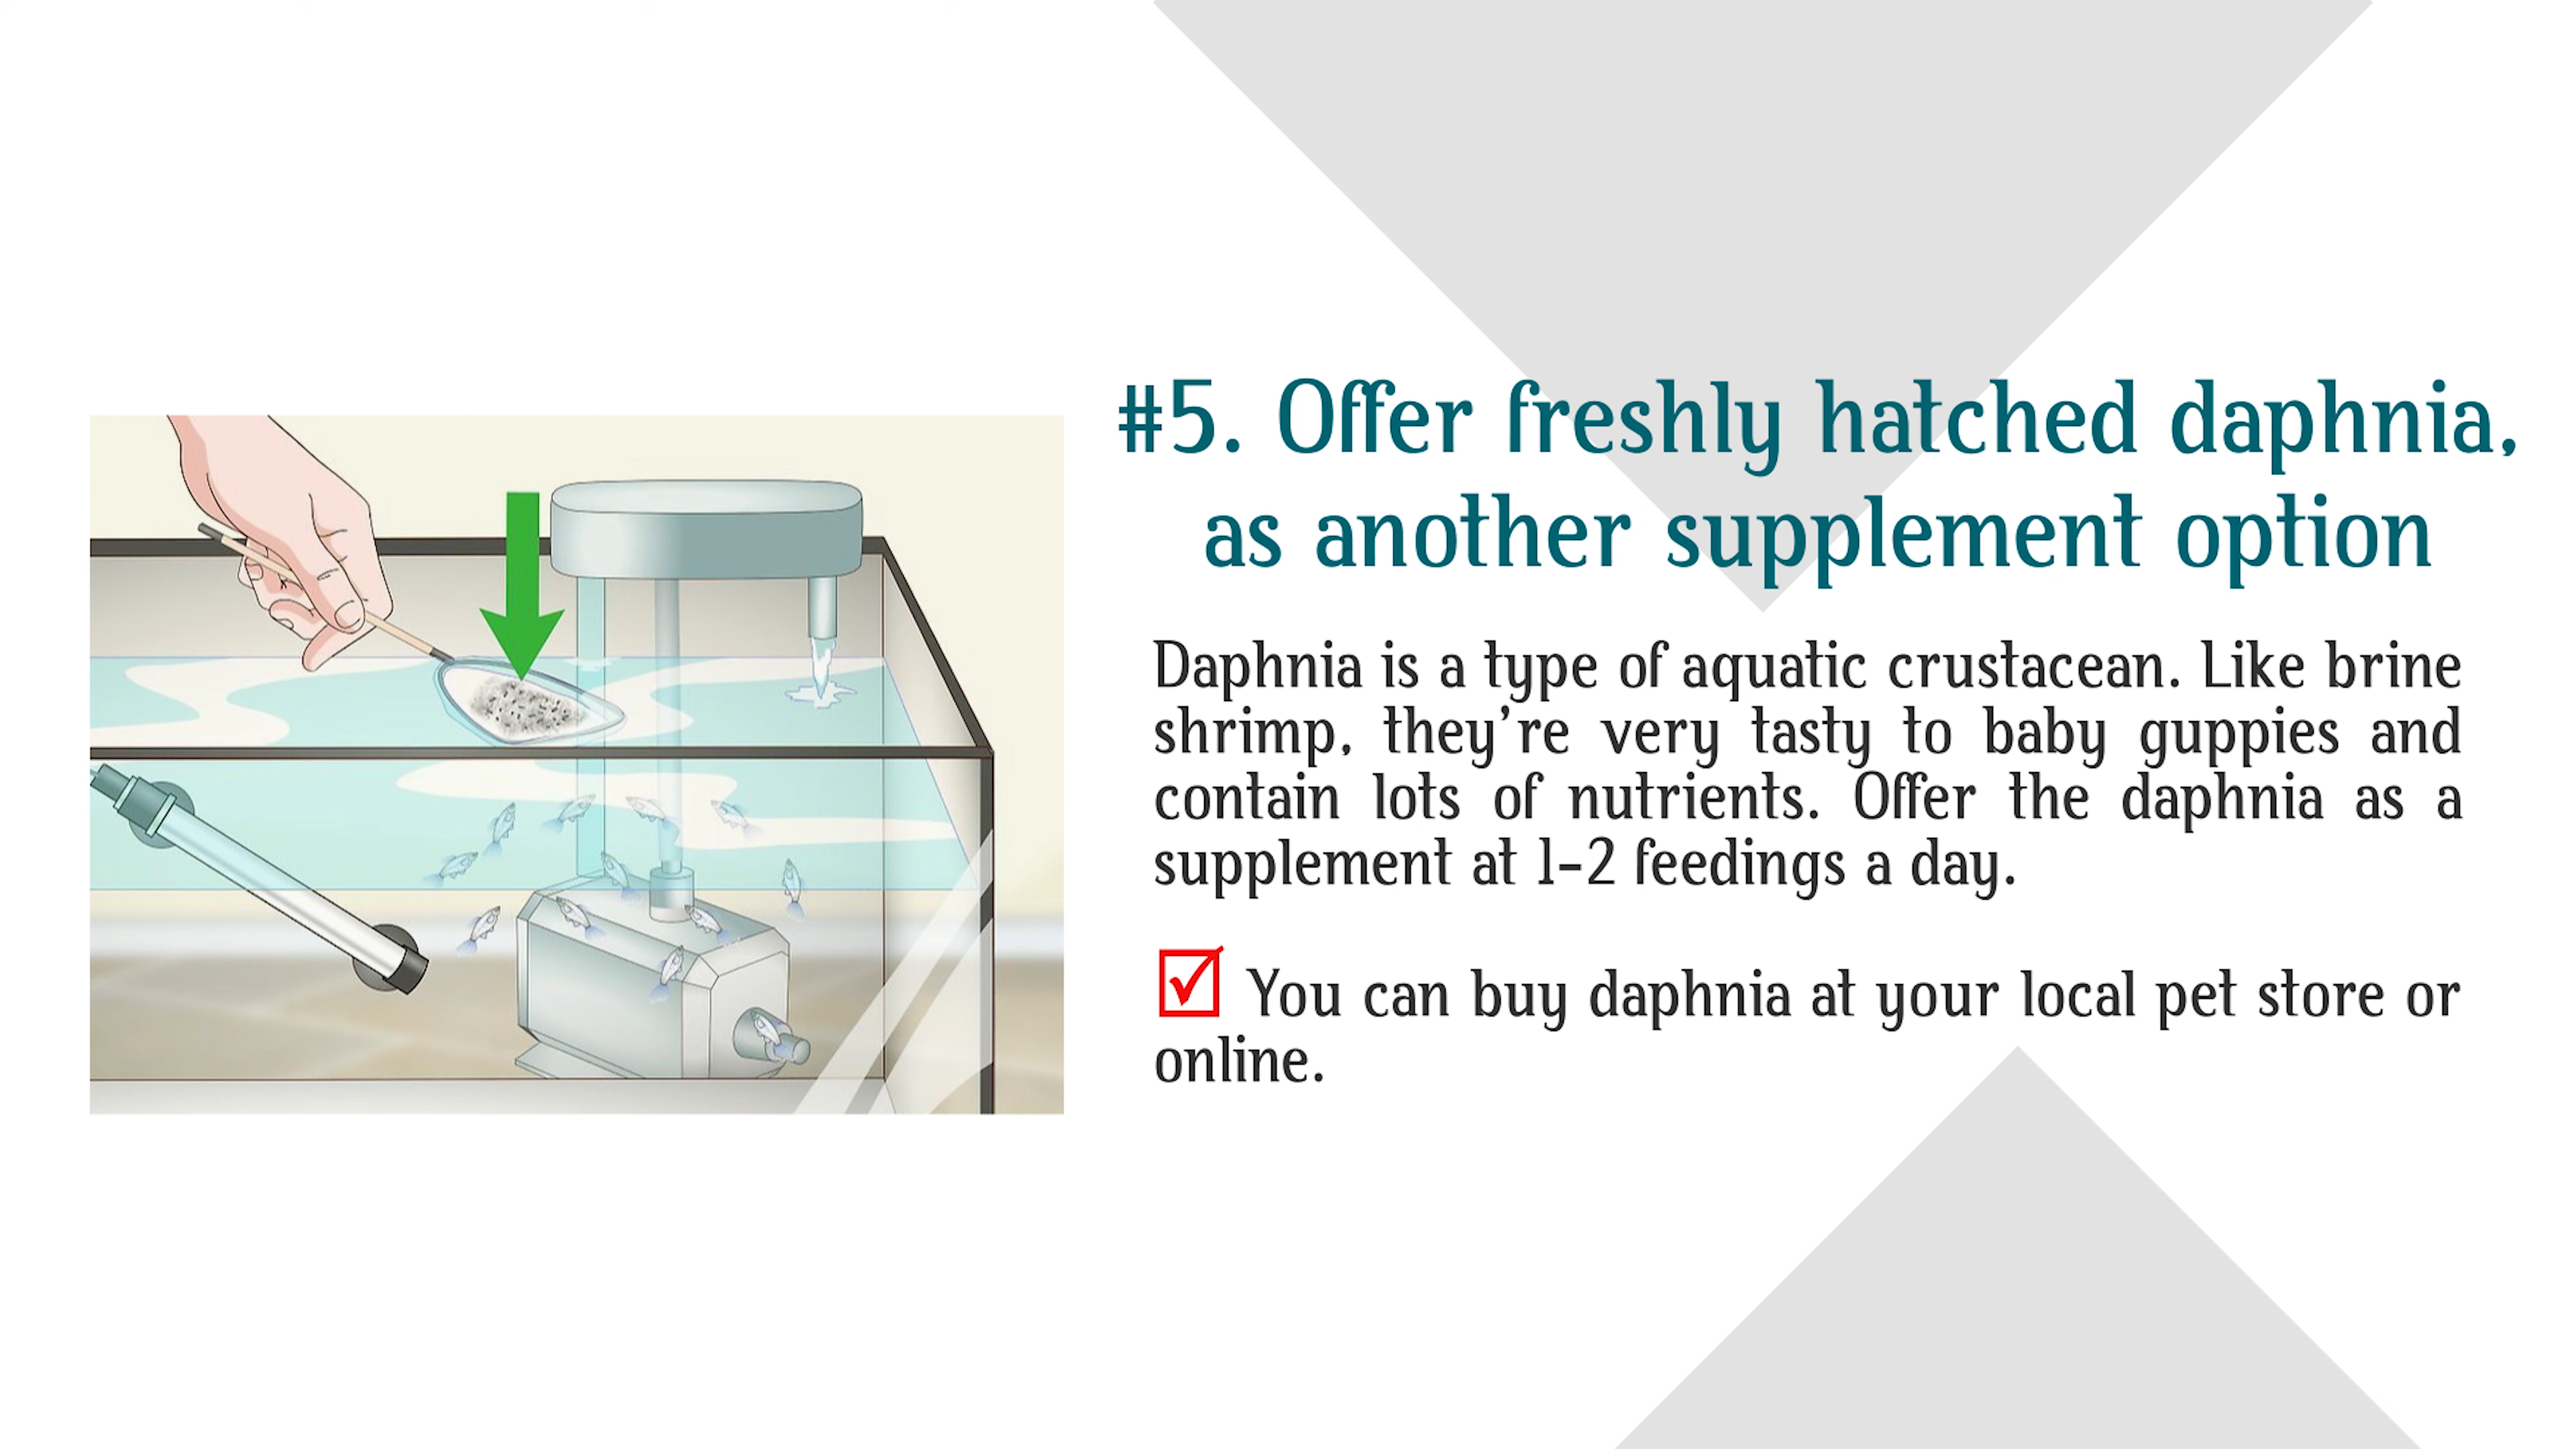 #5. Offer freshly hatched daphnia,
as another supplement option
Daphnia is a type of aquatic crustacean. Like brine
shrimp, they're very tasty to baby guppies and
contain lots of nutrients. Offer the daphnia as a
supplement at 1-2 feedings a day.
☑ You can buy daphnia at your local pet store or
online.